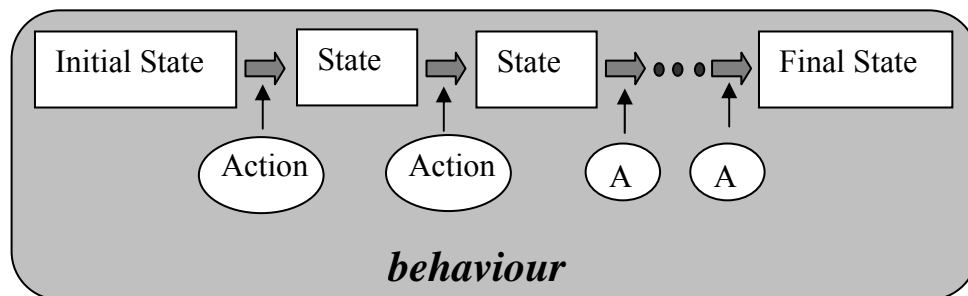 Initial State
State
State
Final State
Action
Action
A
A
behaviour